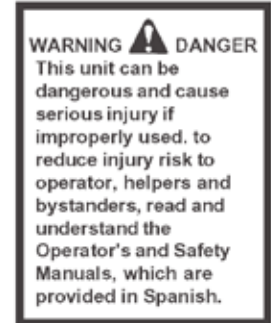 WARNING DANGER
This unit can be
dangerous and cause
serious injury if
improperly used. to
reduce injury risk to
operator, helpers and
bystanders, read and
understand the
Operator's and Safety
Manuals, which are
provided in Spanish.